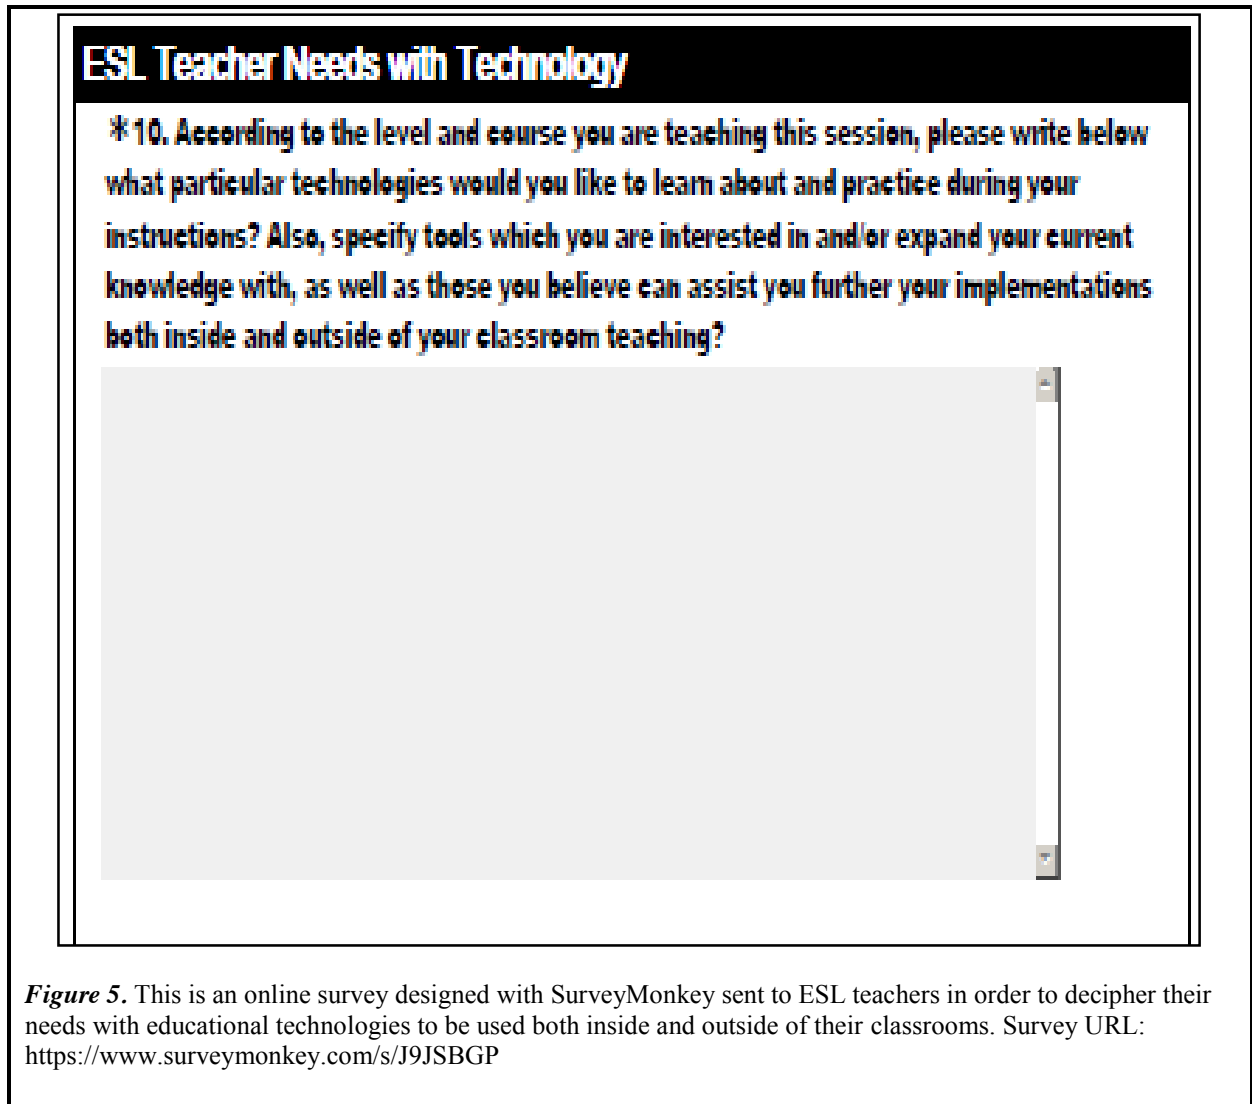 ESL Teacher Needs with Technology
*10. According to the level and course you are teaching this session, please write below
what particular technologies would you like to learn about and practice during your
instructions? Also, specify tools which you are interested in and/or expand your current
knowledge with, as well as those you believe can assist you further your implementations
both inside and outside of your classroom teaching?
Figure 5. This is an online survey designed with SurveyMonkey sent to ESL teachers in order to decipher their
needs with educational technologies to be used both inside and outside of their classrooms. Survey URL:
https://www.surveymonkey.com/s/J9JSBGP